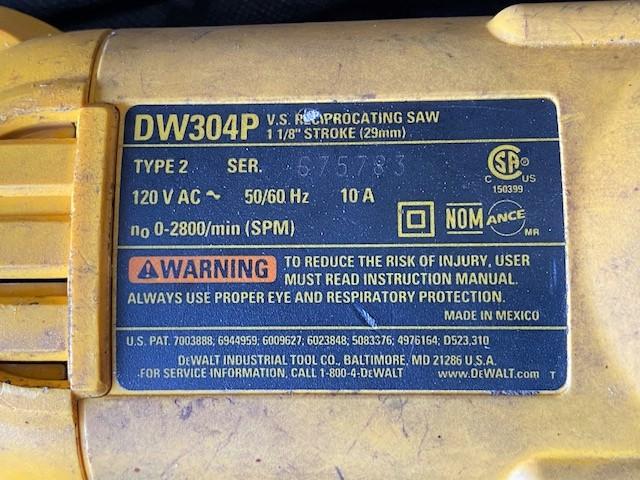 DW304P V.S. RECIPROCATING SAW
1 1/8" STROKE (29mm)
TYPE 2 SER. 675783
120 V AC ~ 50/60 Hz 10 A
n₀ 0-2800/min (SPM)
CSA ®
C US
150399
NOM ANCE
MR
⚠WARNING TO REDUCE THE RISK OF INJURY, USER
MUST READ INSTRUCTION MANUAL.
ALWAYS USE PROPER EYE AND RESPIRATORY PROTECTION.
MADE IN MEXICO
U.S. PAT. 7003888; 6944959; 6009627; 6023848; 5083376; 4976164; D523,310
DEWALT INDUSTRIAL TOOL CO., BALTIMORE, MD 21286 U.S.A.
FOR SERVICE INFORMATION, CALL 1-800-4-DEWALT www.DEWALT.com T